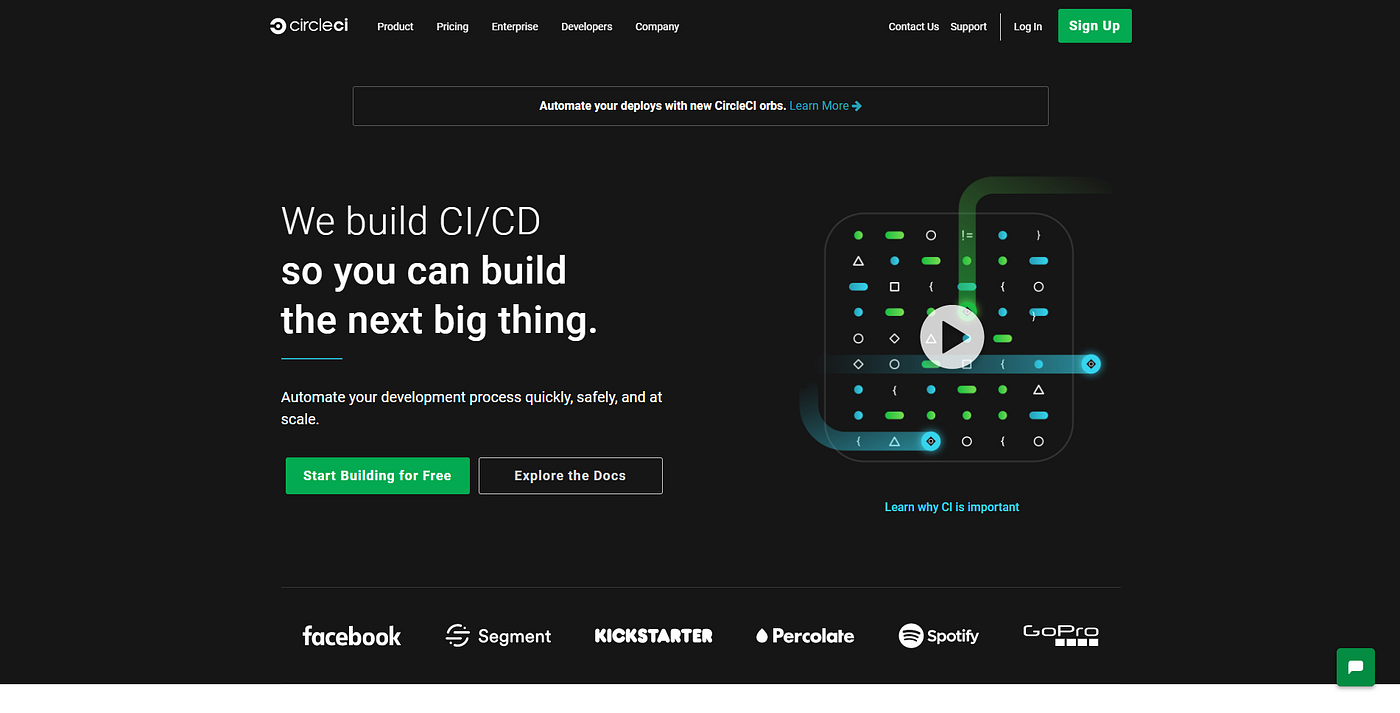 circleci Product Pricing Enterprise Developers Company Contact Us Support Log In Sign Up
Automate your deploys with new CircleCI orbs. Learn More →
We build CI/CD
so you can build
the next big thing.
Automate your development process quickly, safely, and at
scale.
Start Building for Free Explore the Docs
!= }
{
{ {
}
{
{
{ {
Learn why CI is important
facebook Segment KICKSTARTER Percolate Spotify GoPro